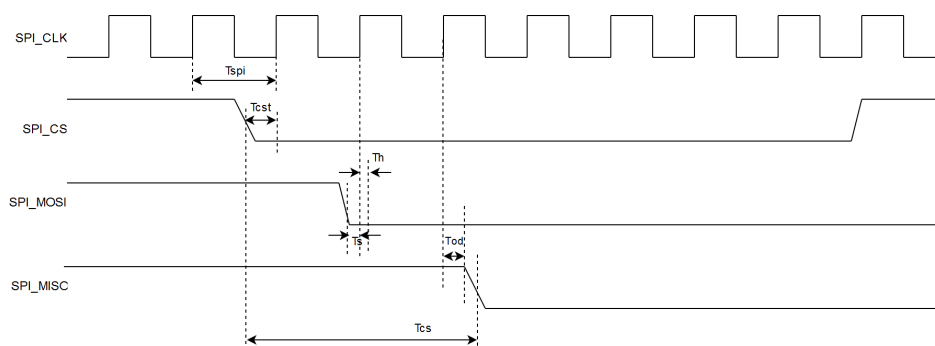 SPI_CLK
Tspi
Tcst
SPI_CS
Th
SPI_MOSI
Ts
Tod
SPI_MISC
Tcs